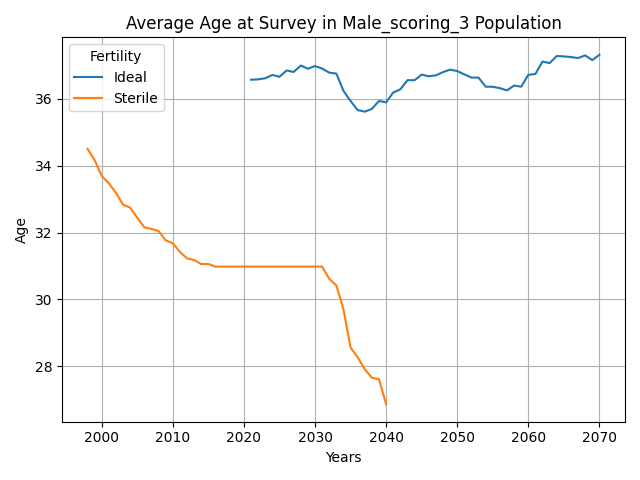 Average Age at Survey in Male_scoring_3 Population
Fertility
Ideal
Sterile
Age
36
34
32
30
28
2000 2010 2020 2030 2040 2050 2060 2070
Years